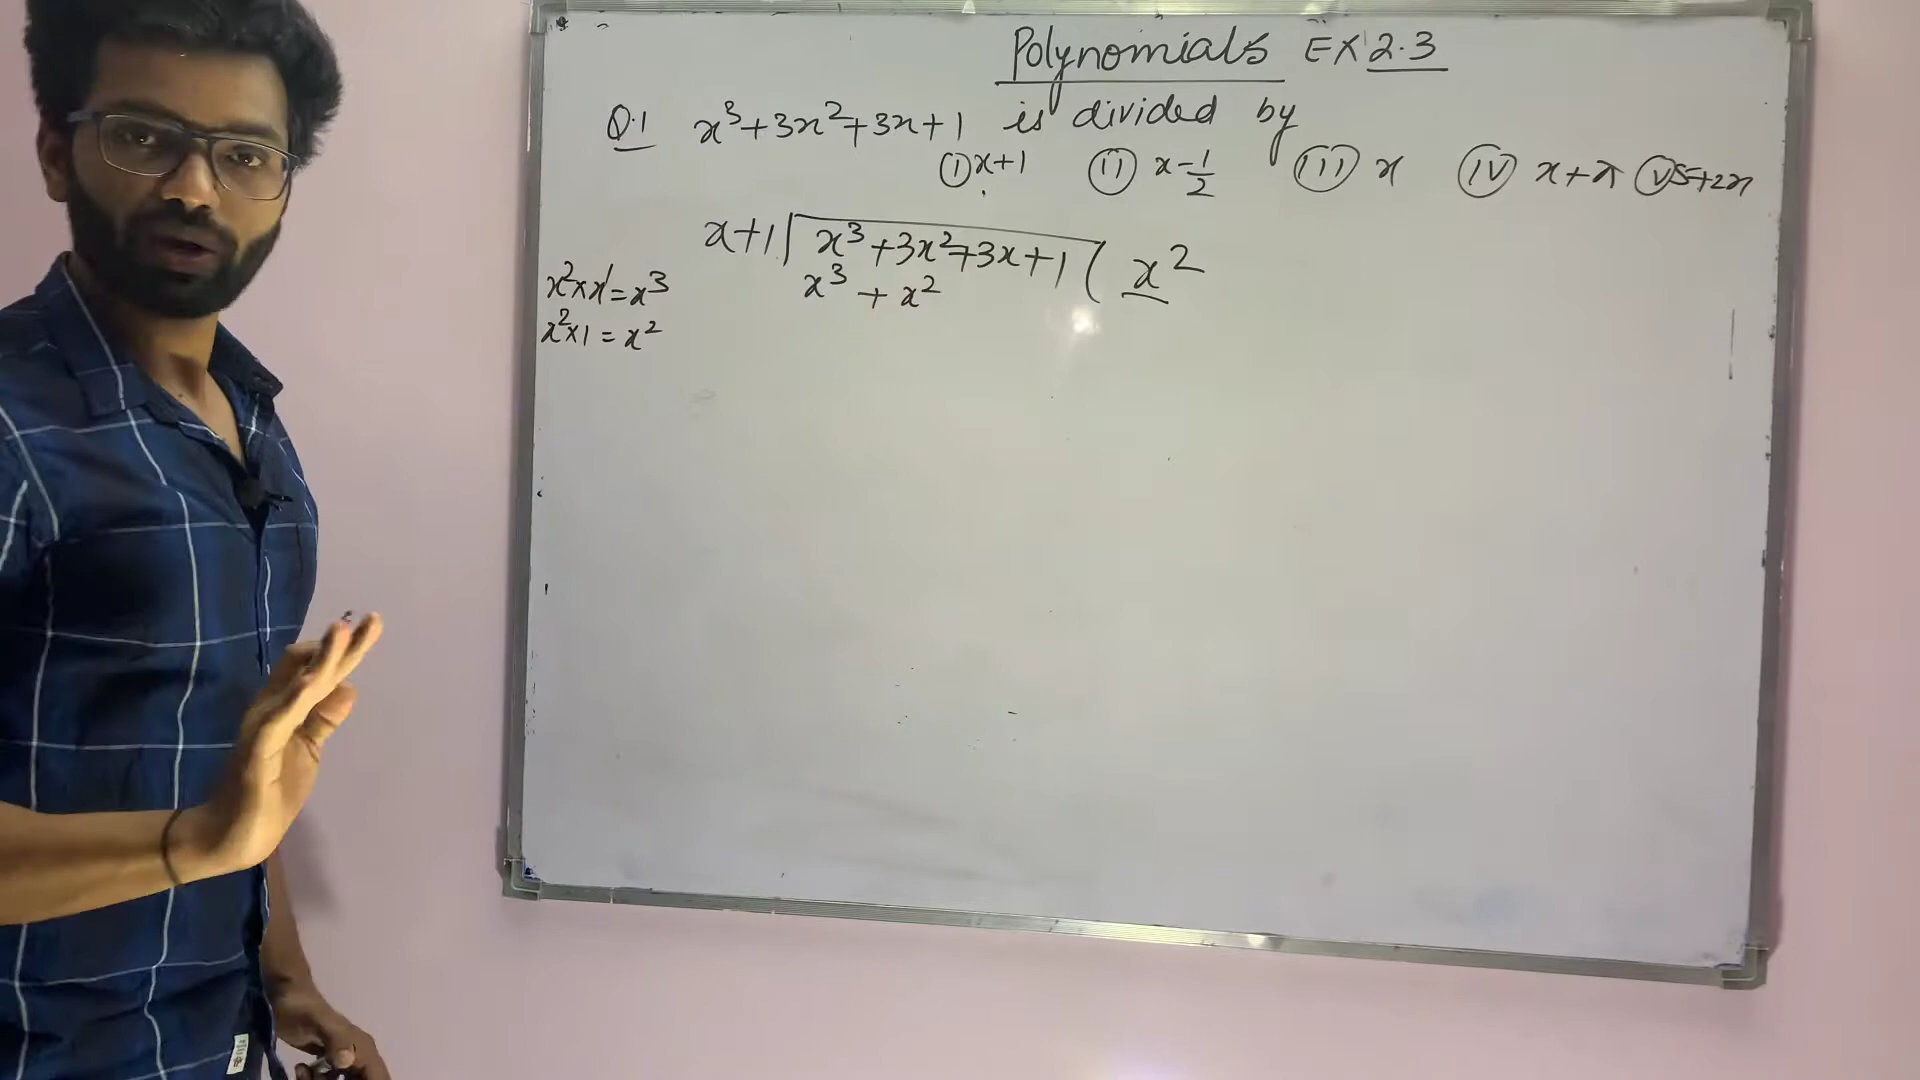 Polynomials EX 2.3
Q.1 x³+3x²+3x+1 is divided by
(i) x+1 (ii) x-1/2 (iii) x (iv) x+π (v) 5+2x
x+1 ) x³+3x²+3x+1 ( x²
x³ + x²
x²×x¹=x³
x²×1=x²